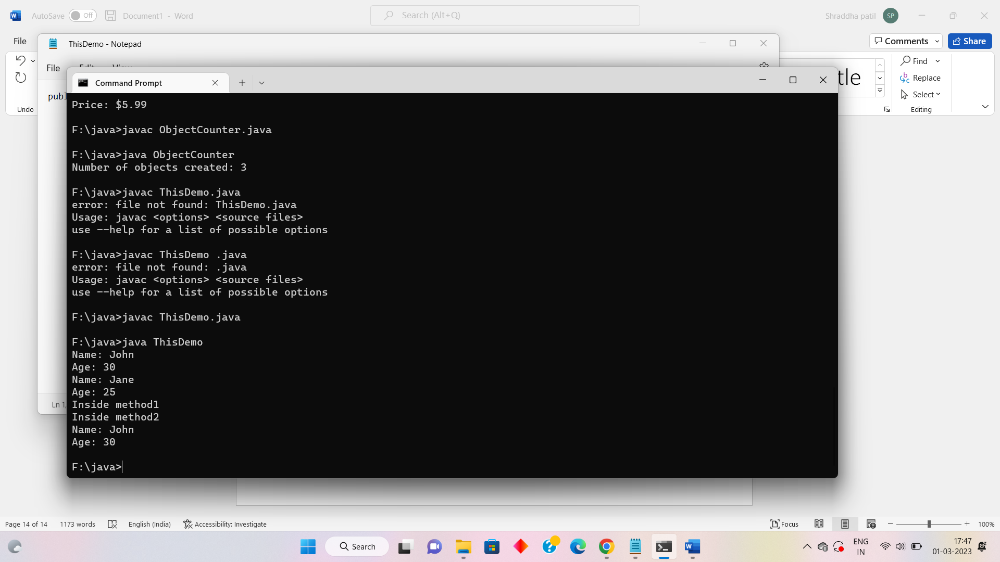 AutoSave Off Document1 - Word Search (Alt+Q) Shraddha patil SP
File Comments Share
ThisDemo - Notepad
File Edit View
Undo
Find
Replace
Select
Editing
Command Prompt
Price: $5.99
F:\java>javac ObjectCounter.java
F:\java>java ObjectCounter
Number of objects created: 3
F:\java>javac ThisDemo.java
error: file not found: ThisDemo.java
Usage: javac <options> <source files>
use --help for a list of possible options
F:\java>javac ThisDemo .java
error: file not found: .java
Usage: javac <options> <source files>
use --help for a list of possible options
F:\java>javac ThisDemo.java
F:\java>java ThisDemo
Name: John
Age: 30
Name: Jane
Age: 25
Inside method1
Inside method2
Name: John
Age: 30
F:\java>
Ln 1,
Page 14 of 14 1173 words English (India) Accessibility: Investigate Focus 100%
Search ENG IN 17:47
01-03-2023